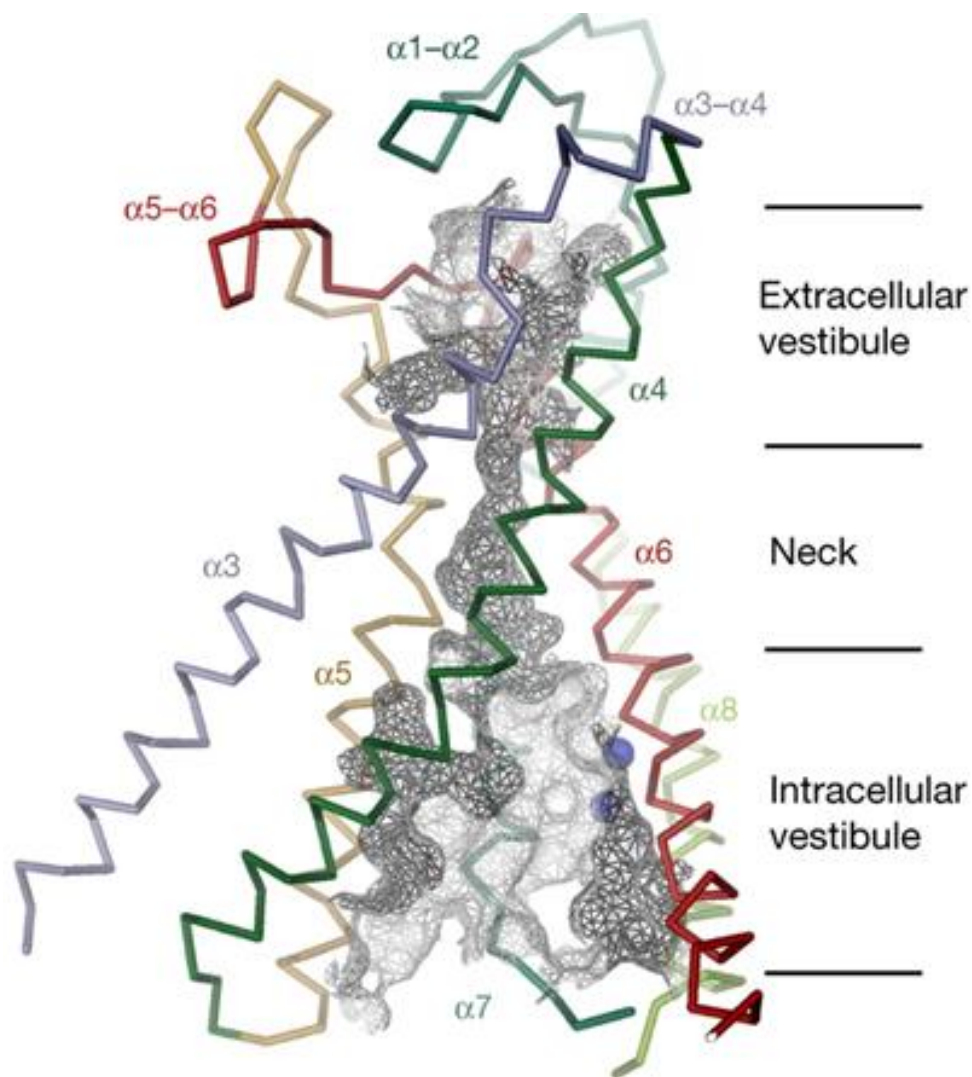 α1–α2
α3–α4
α5–α6
Extracellular
vestibule
α4
α3
α6
Neck
α5
α8
Intracellular
vestibule
α7